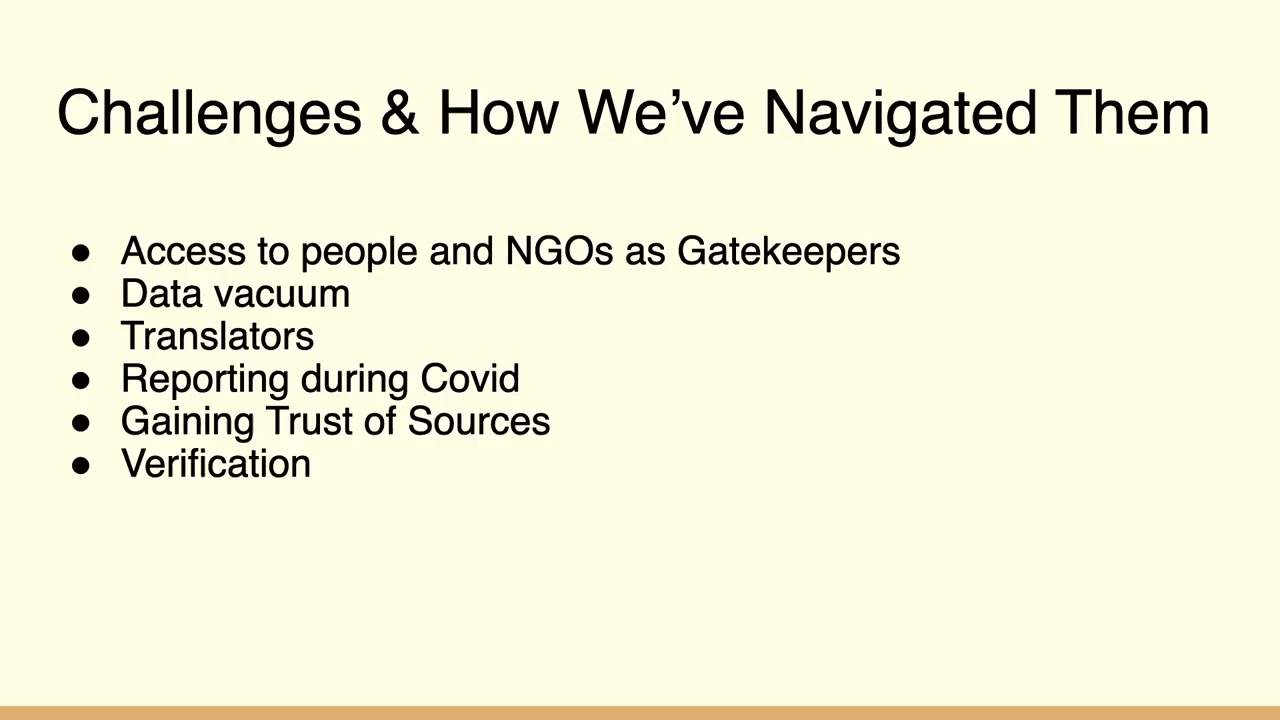 Challenges & How We’ve Navigated Them
● Access to people and NGOs as Gatekeepers
● Data vacuum
● Translators
● Reporting during Covid
● Gaining Trust of Sources
● Verification